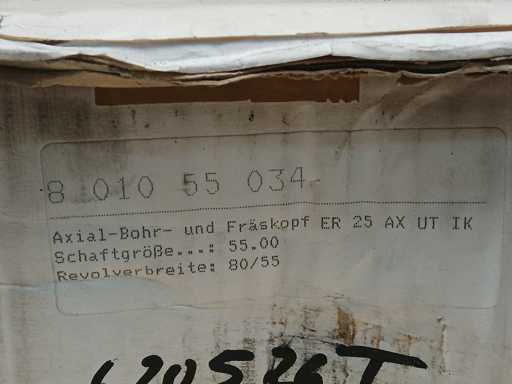 8 010 55 034
Axial-Bohr- und Fräskopf ER 25 AX UT IK
Schaftgröße...: 55.00
Revolverbreite: 80/55
620526T